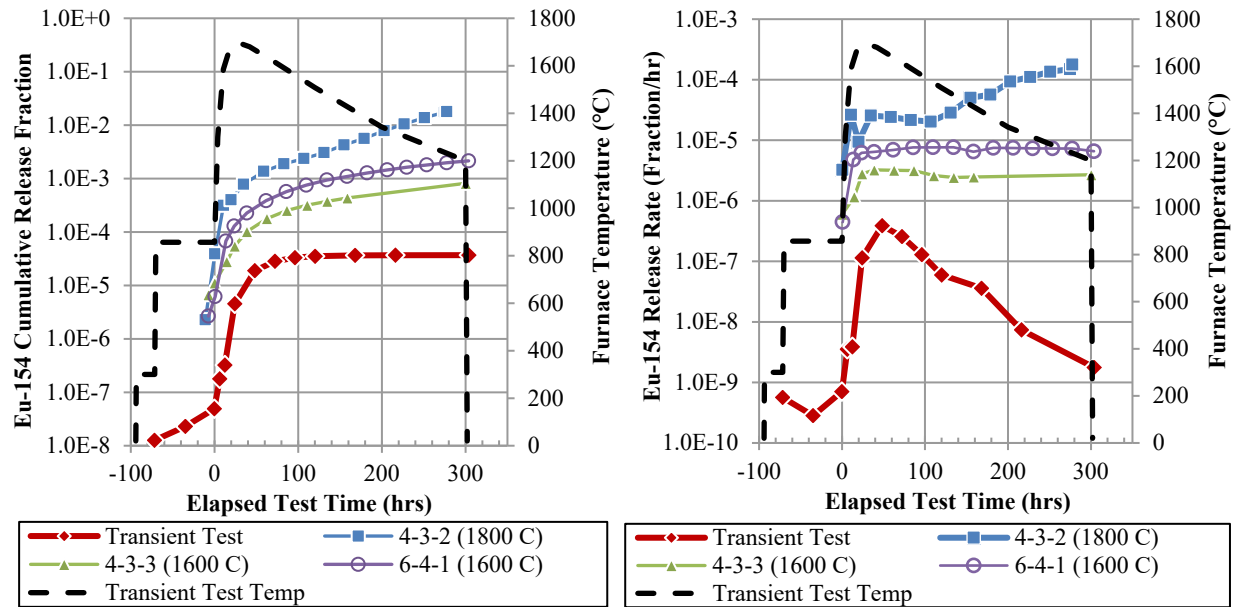 Eu-154 Cumulative Release Fraction
1.0E+0
1.0E-1
1.0E-2
1.0E-3
1.0E-4
1.0E-5
1.0E-6
1.0E-7
1.0E-8
1800
1600
1400
1200
1000
800
600
400
200
0
Furnace Temperature (°C)
-100 0 100 200 300
Elapsed Test Time (hrs)
Transient Test 4-3-2 (1800 C)
4-3-3 (1600 C) 6-4-1 (1600 C)
Transient Test Temp
Eu-154 Release Rate (Fraction/hr)
1.0E-3
1.0E-4
1.0E-5
1.0E-6
1.0E-7
1.0E-8
1.0E-9
1.0E-10
1800
1600
1400
1200
1000
800
600
400
200
0
Furnace Temperature (°C)
-100 0 100 200 300
Elapsed Test Time (hrs)
Transient Test 4-3-2 (1800 C)
4-3-3 (1600 C) 6-4-1 (1600 C)
Transient Test Temp